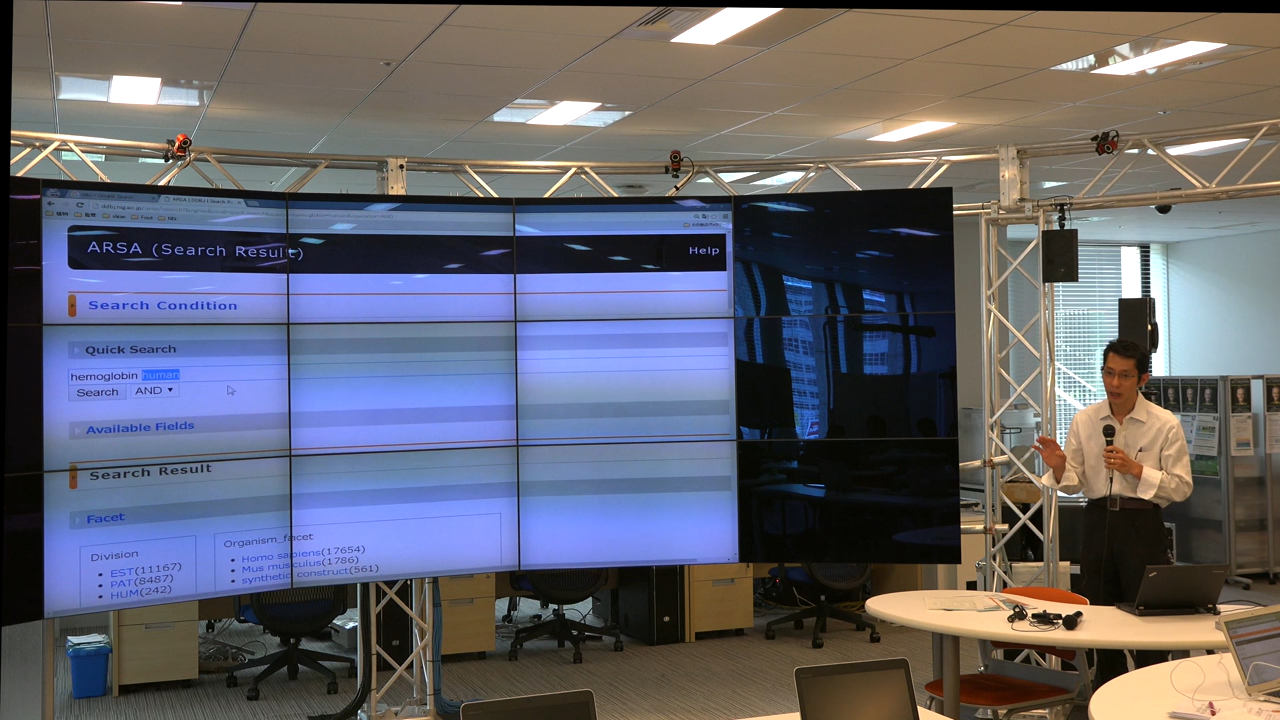 ARSA (Search Result)
Help
Search Condition
Quick Search
hemoglobin human
Search AND
Available Fields
Search Result
Facet
Division
EST(11167)
PAT(8487)
HUM(242)
Organism_facet
Homo sapiens(17654)
Mus musculus(1786)
synthetic construct(561)